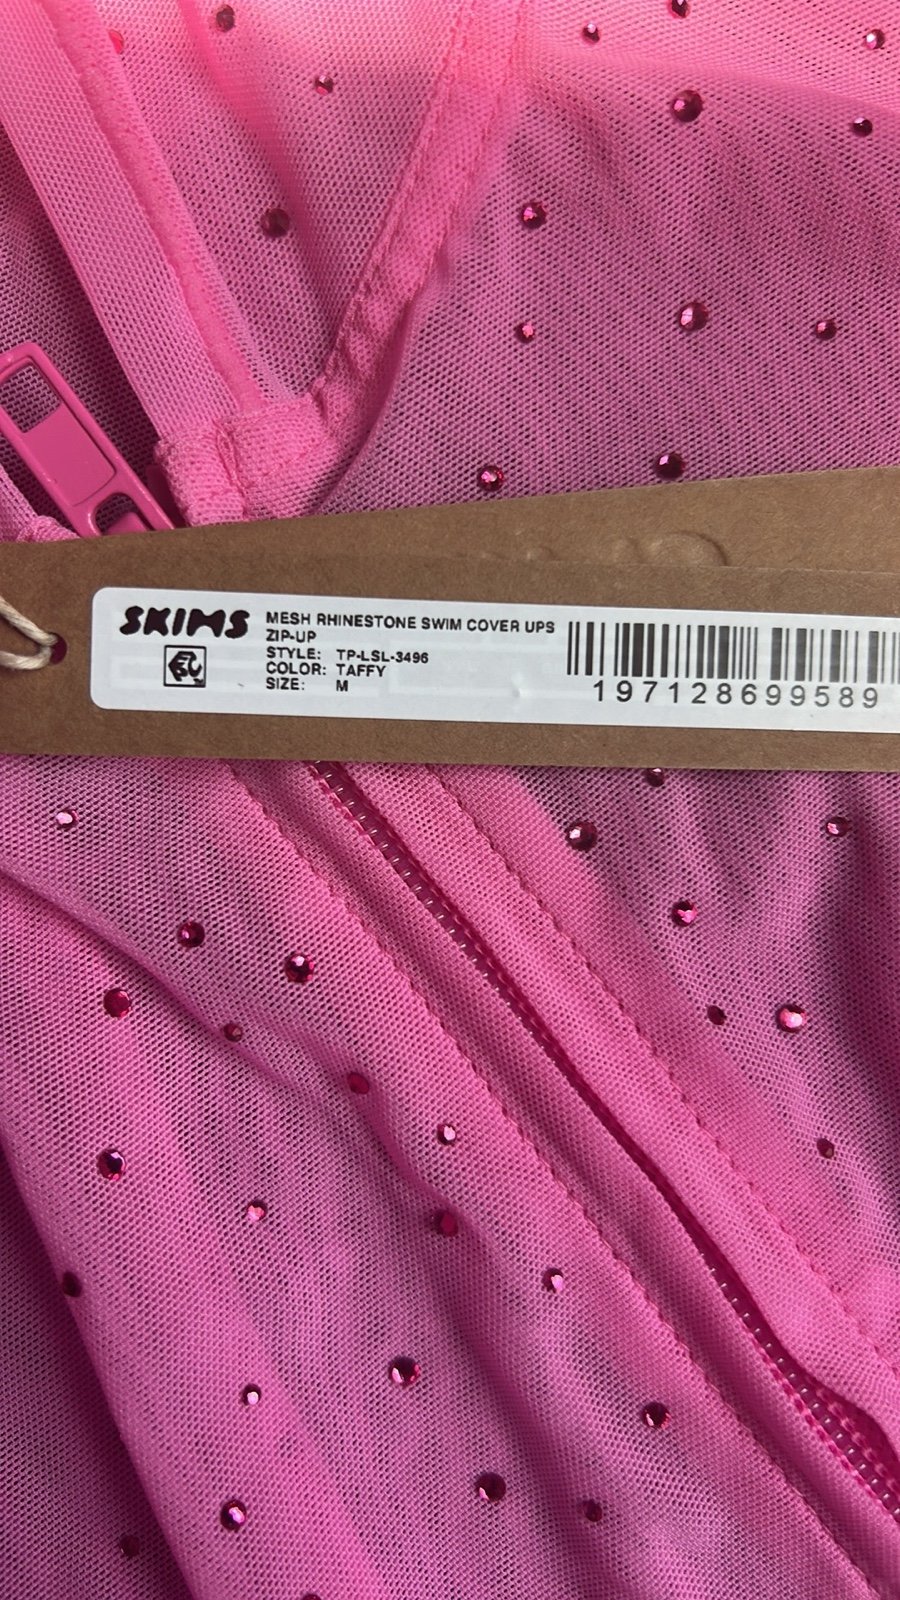 SKIMS
MESH RHINESTONE SWIM COVER UPS
ZIP-UP
STYLE: TP-LSL-3496
COLOR: TAFFY
SIZE: M
197128699589